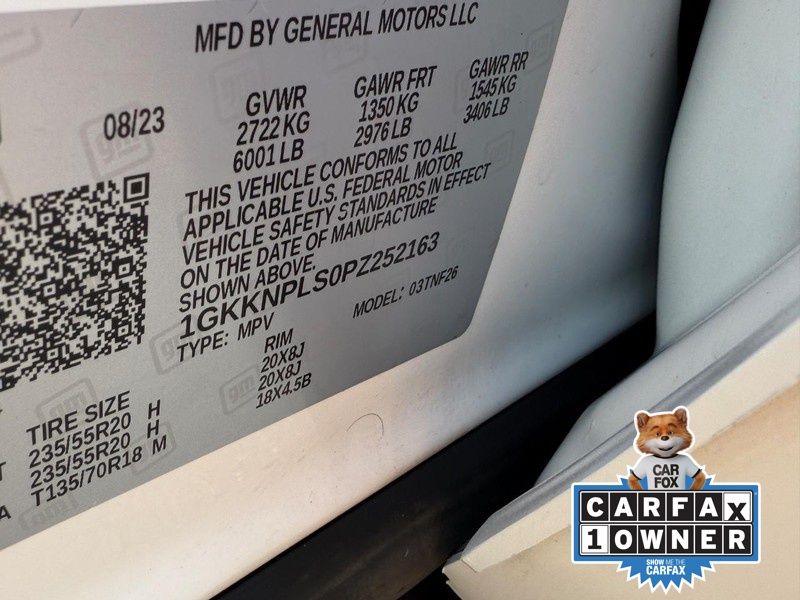 MFD BY GENERAL MOTORS LLC
08/23
GVWR
2722 KG
6001 LB
GAWR FRT
1350 KG
2976 LB
GAWR RR
1545 KG
3406 LB
THIS VEHICLE CONFORMS TO ALL
APPLICABLE U.S. FEDERAL MOTOR
VEHICLE SAFETY STANDARDS IN EFFECT
ON THE DATE OF MANUFACTURE
SHOWN ABOVE.
1GKKNPLS0PZ252163
TYPE: MPV
MODEL: 03TNF26
TIRE SIZE
235/55R20 H
235/55R20 H
T135/70R18 M
RIM
20X8J
20X8J
18X4.5B
gm
CAR
FOX
CARFAX
1 OWNER
SHOW ME THE
CARFAX